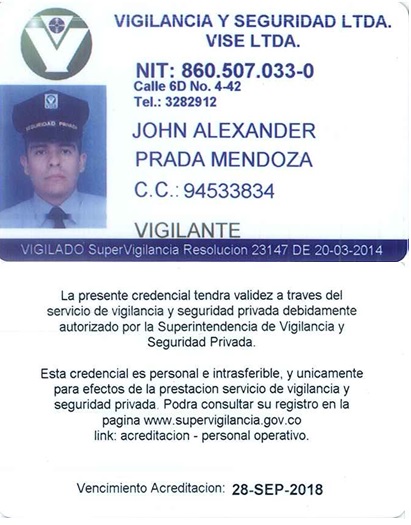 VIGILANCIA Y SEGURIDAD LTDA.
VISE LTDA.
NIT: 860.507.033-0
Calle 6D No. 4-42
Tel.: 3282912
SEGURIDAD PRIVADA
JOHN ALEXANDER
PRADA MENDOZA
C.C.: 94533834
VIGILANTE
VIGILADO SuperVigilancia Resolucion 23147 DE 20-03-2014
La presente credencial tendra validez a traves del
servicio de vigilancia y seguridad privada debidamente
autorizado por la Superintendencia de Vigilancia y
Seguridad Privada.
Esta credencial es personal e intrasferible, y unicamente
para efectos de la prestacion servicio de vigilancia y
seguridad privada. Podra consultar su registro en la
pagina www.supervigilancia.gov.co
link: acreditacion - personal operativo.
Vencimiento Acreditacion: 28-SEP-2018